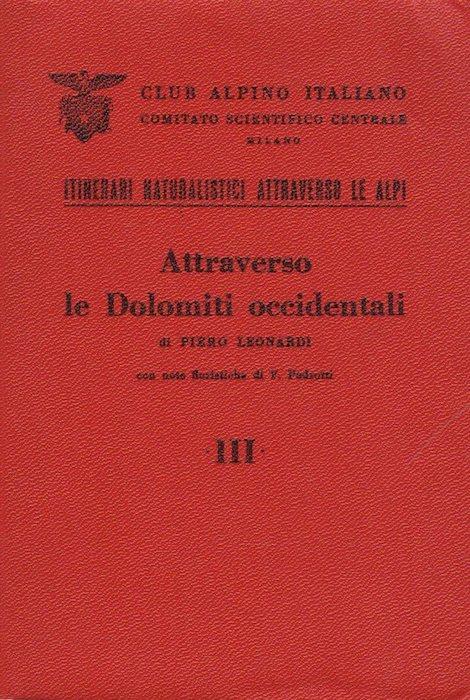 CLUB ALPINO ITALIANO
COMITATO SCIENTIFICO CENTRALE
MILANO
ITINERARI NATURALISTICI ATTRAVERSO LE ALPI
Attraverso
le Dolomiti occidentali
di PIERO LEONARDI
con note floristiche di F. Pedrotti
· III ·